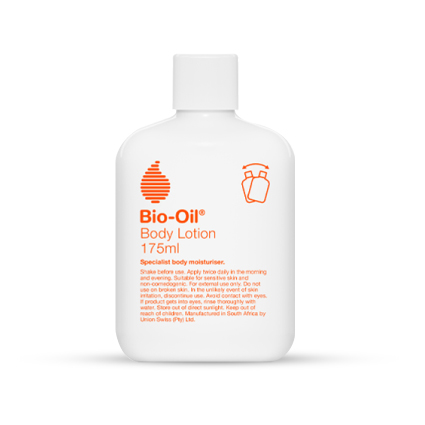 Bio-Oil®
Body Lotion
175ml
Specialist body moisturiser.
Shake before use. Apply twice daily in the morning
and evening. Suitable for sensitive skin and
non-comedogenic. For external use only. Do not
use on broken skin. In the unlikely event of skin
irritation, discontinue use. Avoid contact with eyes.
If product gets into eyes, rinse thoroughly with
water. Store out of direct sunlight. Keep out of
reach of children. Manufactured in South Africa by
Union Swiss (Pty) Ltd.